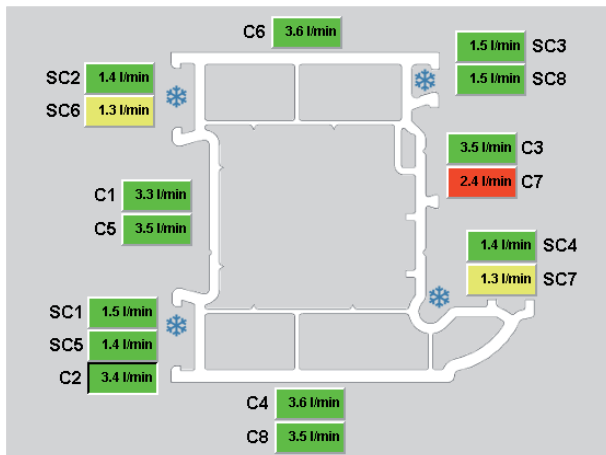 C6 3.6 l/min
1.5 l/min SC3
SC2 1.4 l/min
1.5 l/min SC8
SC6 1.3 l/min
3.5 l/min C3
2.4 l/min C7
C1 3.3 l/min
C5 3.5 l/min
1.4 l/min SC4
1.3 l/min SC7
SC1 1.5 l/min
SC5 1.4 l/min
C2 3.4 l/min
C4 3.6 l/min
C8 3.5 l/min